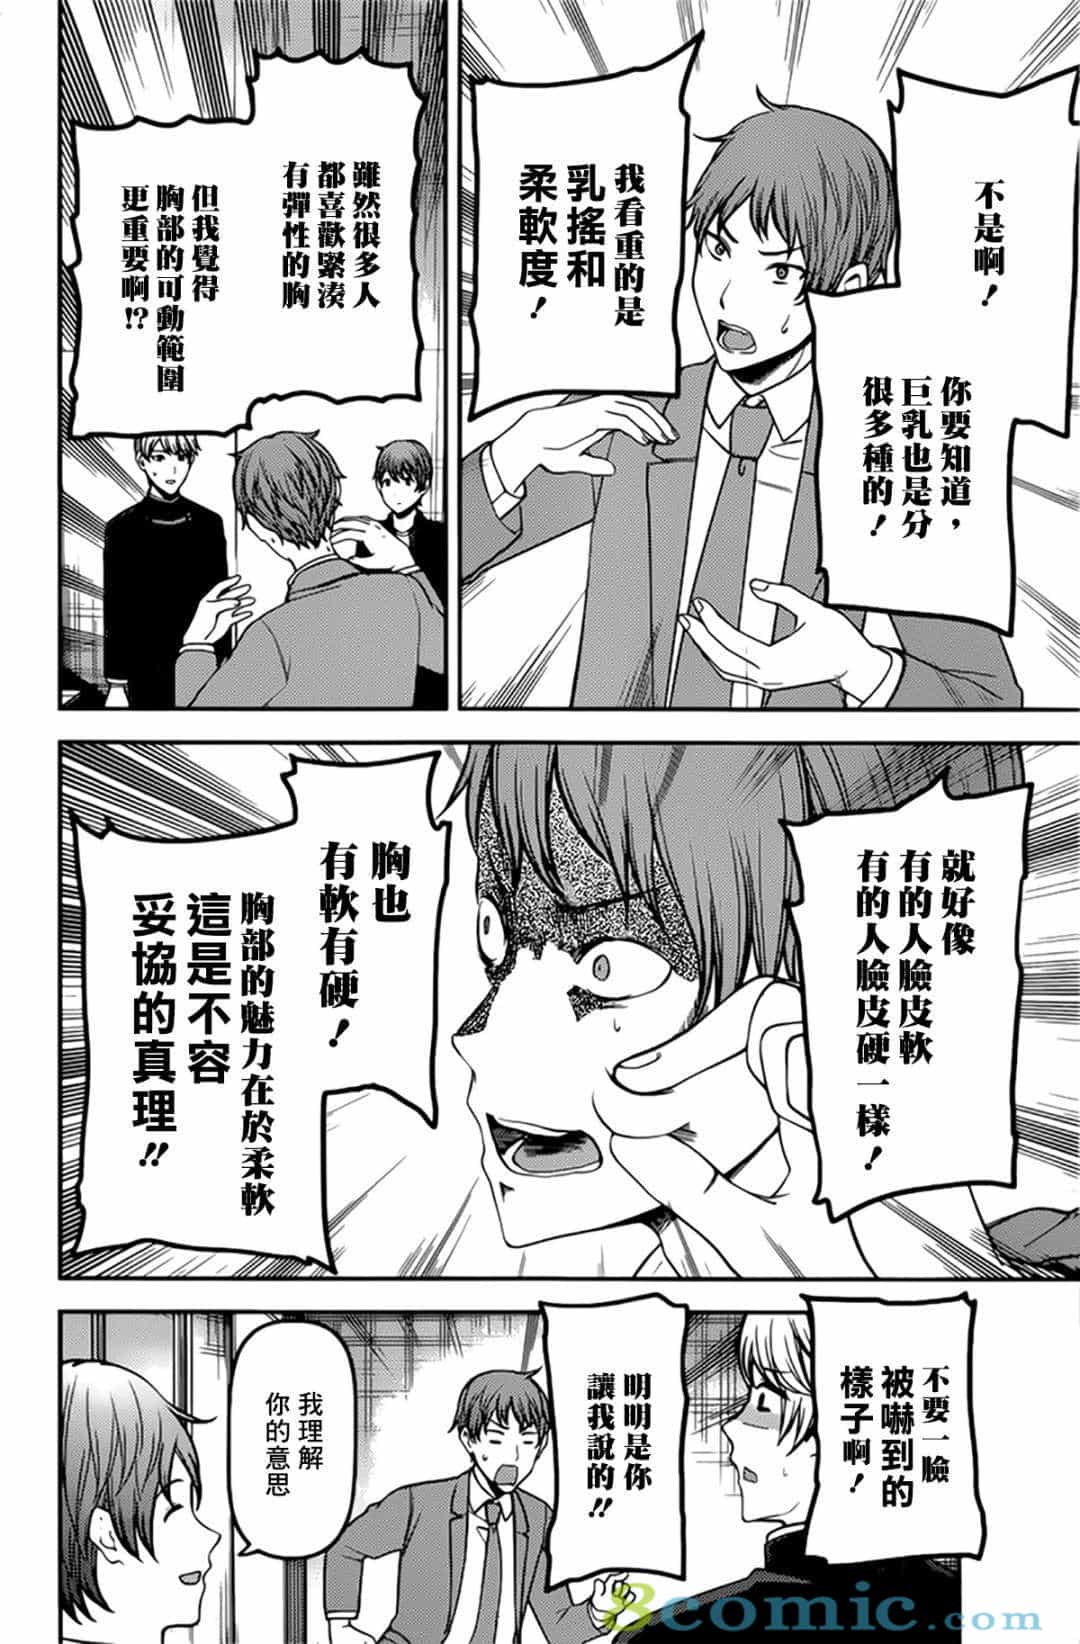 不是啊！
你要知道，
巨乳也是分
很多種的！
我看重的是
乳搖和
柔軟度！
雖然很多人
都喜歡緊湊
有彈性的胸
但我覺得
胸部的可動範圍
更重要啊!?
就好像
有的人臉皮軟
有的人臉皮硬一樣！
胸也
有軟有硬！
胸部的魅力在於柔軟
這是不容
妥協的真理!!
不要一臉
被嚇到的
樣子啊！
明明是你
讓我說的!!
我理解
你的意思
8comic.com